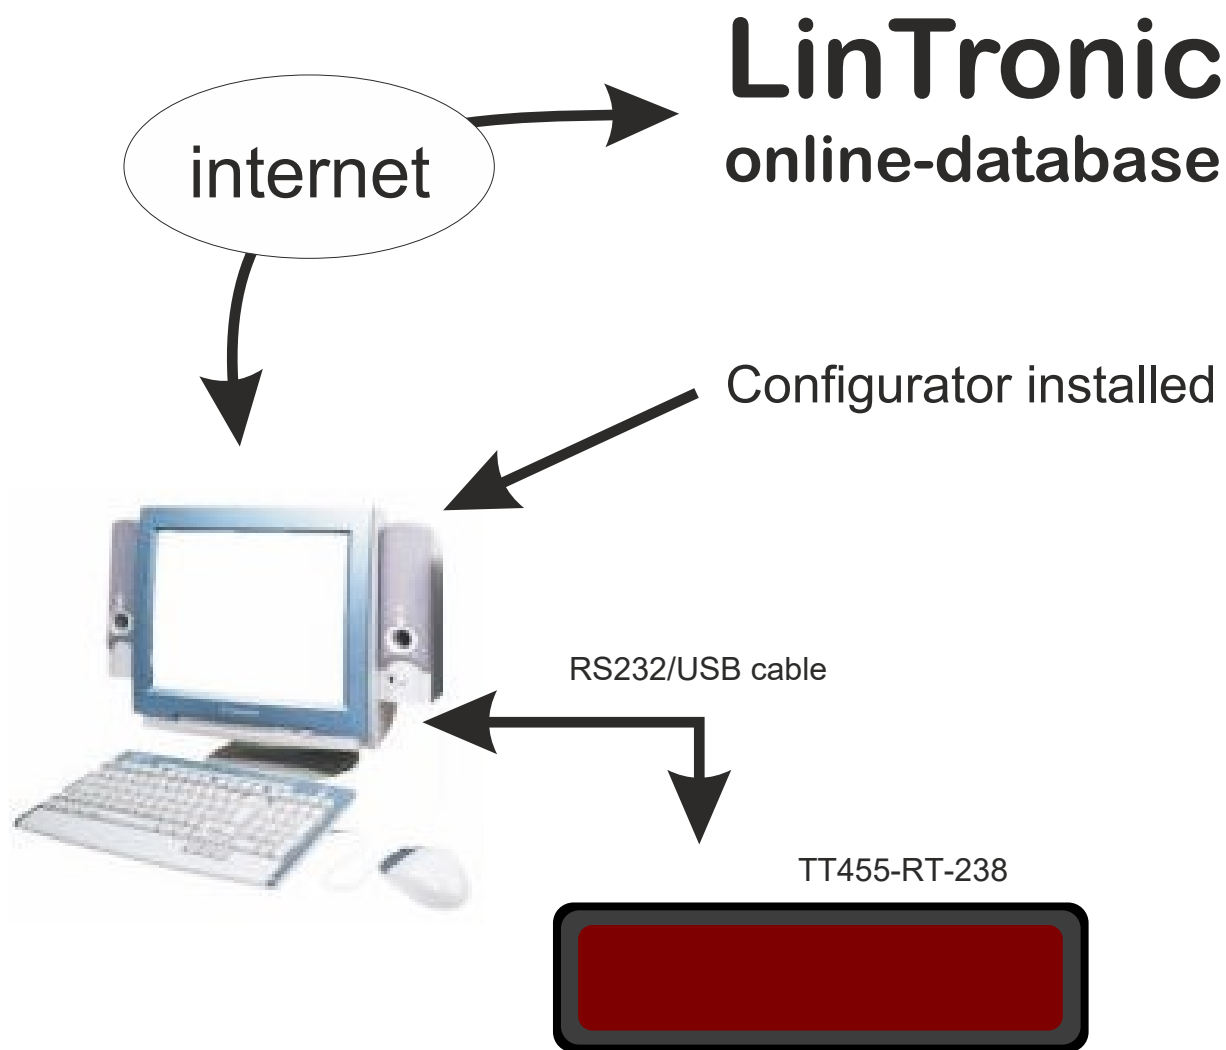 LinTronic
online-database
internet
Configurator installed
RS232/USB cable
TT455-RT-238